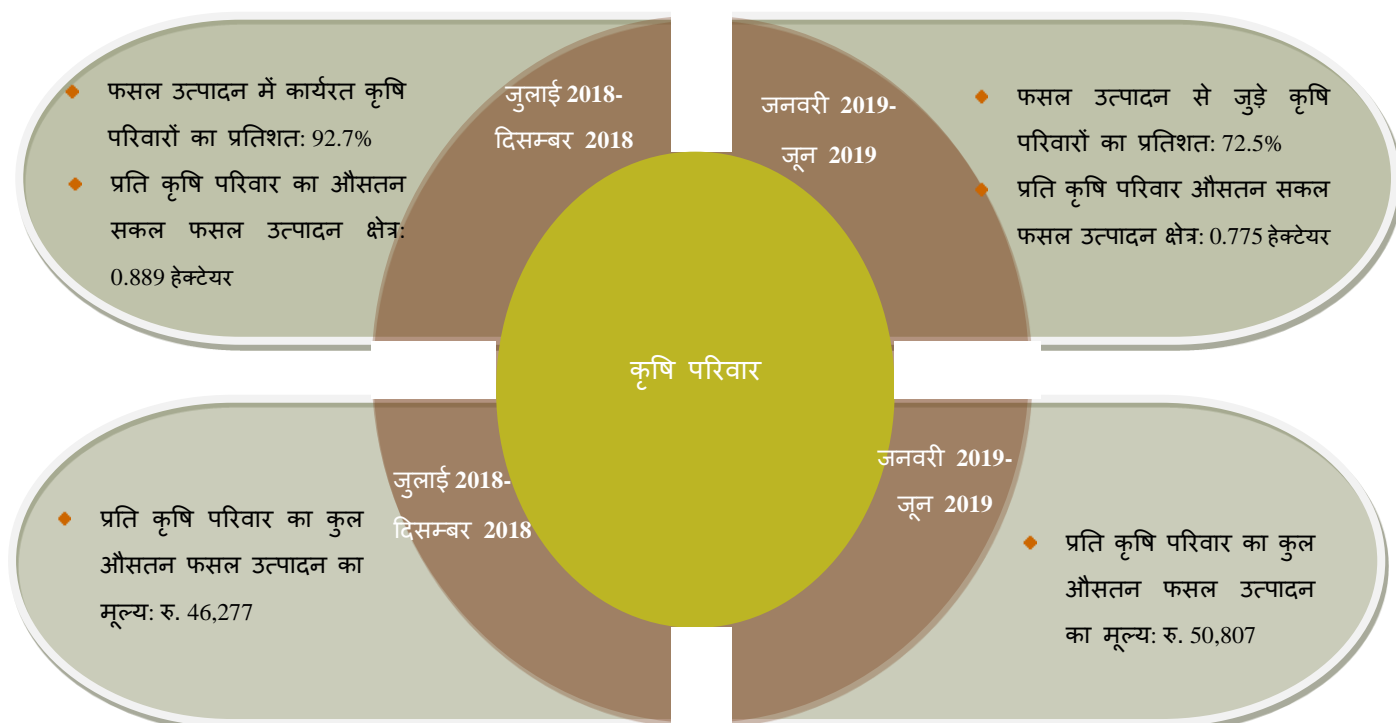 फसल उत्पादन में कार्यरत कृषि
परिवारों का प्रतिशत: 92.7%
प्रति कृषि परिवार का औसतन
सकल फसल उत्पादन क्षेत्र:
0.889 हेक्टेयर
जुलाई 2018-
दिसम्बर 2018
जनवरी 2019-
जून 2019
फसल उत्पादन से जुड़े कृषि
परिवारों का प्रतिशत: 72.5%
प्रति कृषि परिवार औसतन सकल
फसल उत्पादन क्षेत्र: 0.775 हेक्टेयर
कृषि परिवार
प्रति कृषि परिवार का कुल
औसतन फसल उत्पादन का
मूल्य: रु. 46,277
जुलाई 2018-
दिसम्बर 2018
जनवरी 2019-
जून 2019
प्रति कृषि परिवार का कुल
औसतन फसल उत्पादन
का मूल्य: रु. 50,807